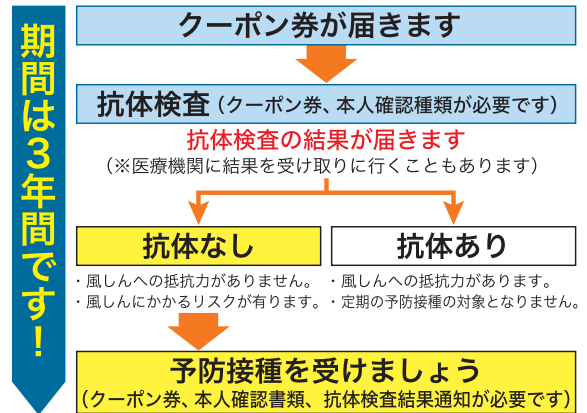 期間は3年間です！
クーポン券が届きます
抗体検査（クーポン券、本人確認種類が必要です）
抗体検査の結果が届きます
（※医療機関に結果を受け取りに行くこともあります）
抗体なし
・風しんへの抵抗力がありません。
・風しんにかかるリスクが有ります。
抗体あり
・風しんへの抵抗力があります。
・定期の予防接種の対象となりません。
予防接種を受けましょう
（クーポン券、本人確認書類、抗体検査結果通知が必要です）